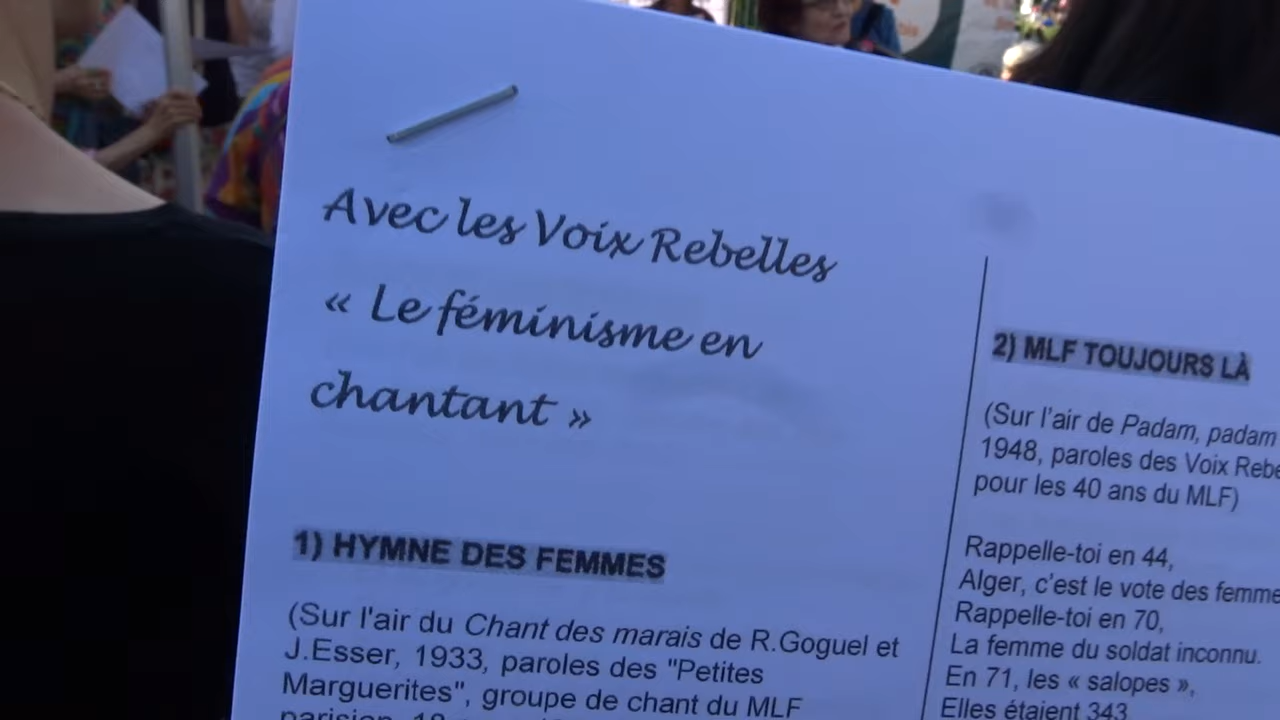 Avec les Voix Rebelles
« Le féminisme en
chantant »
1) HYMNE DES FEMMES
(Sur l'air du Chant des marais de R.Goguel et
J.Esser, 1933, paroles des "Petites
Marguerites", groupe de chant du MLF
2) MLF TOUJOURS LÀ
(Sur l'air de Padam, padam
1948, paroles des Voix Rebe
pour les 40 ans du MLF)
Rappelle-toi en 44,
Alger, c'est le vote des femme
Rappelle-toi en 70,
La femme du soldat inconnu.
En 71, les « salopes »,
Elles étaient 343